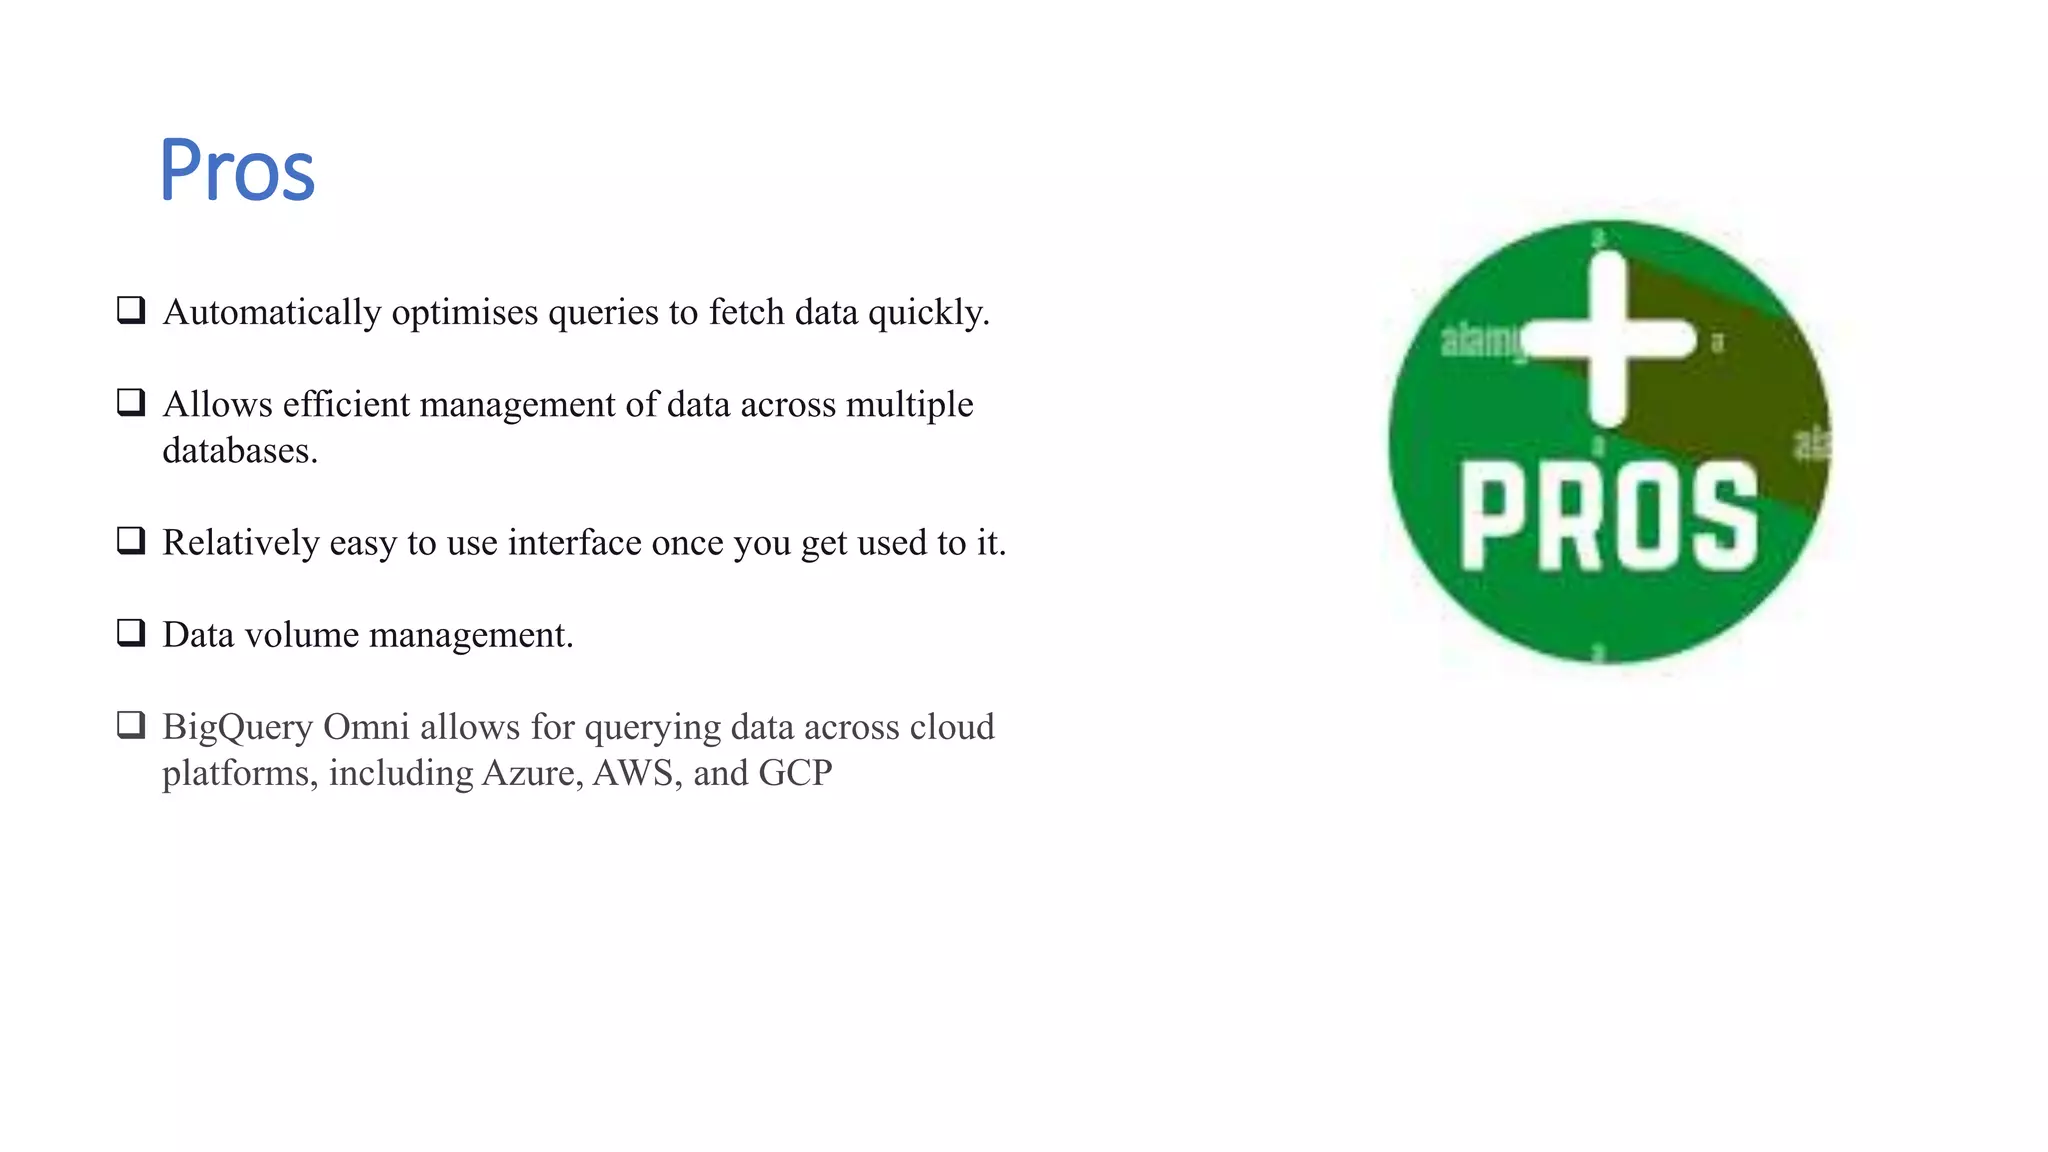 Pros
Automatically optimises queries to fetch data quickly.
Allows efficient management of data across multiple
databases.
Relatively easy to use interface once you get used to it.
Data volume management.
BigQuery Omni allows for querying data across cloud
platforms, including Azure, AWS, and GCP
a
alamy
a
a
PROS
a